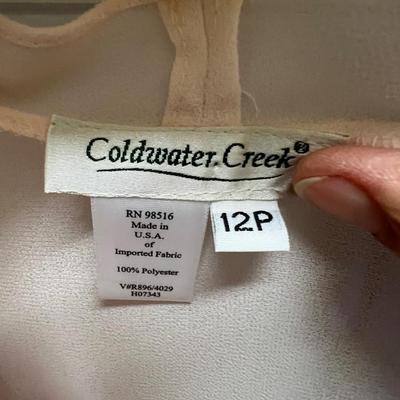 Coldwater Creek®
RN 98516
Made in
U.S.A.
of
Imported Fabric
100% Polyester
V#R896/4029
H07343
12P